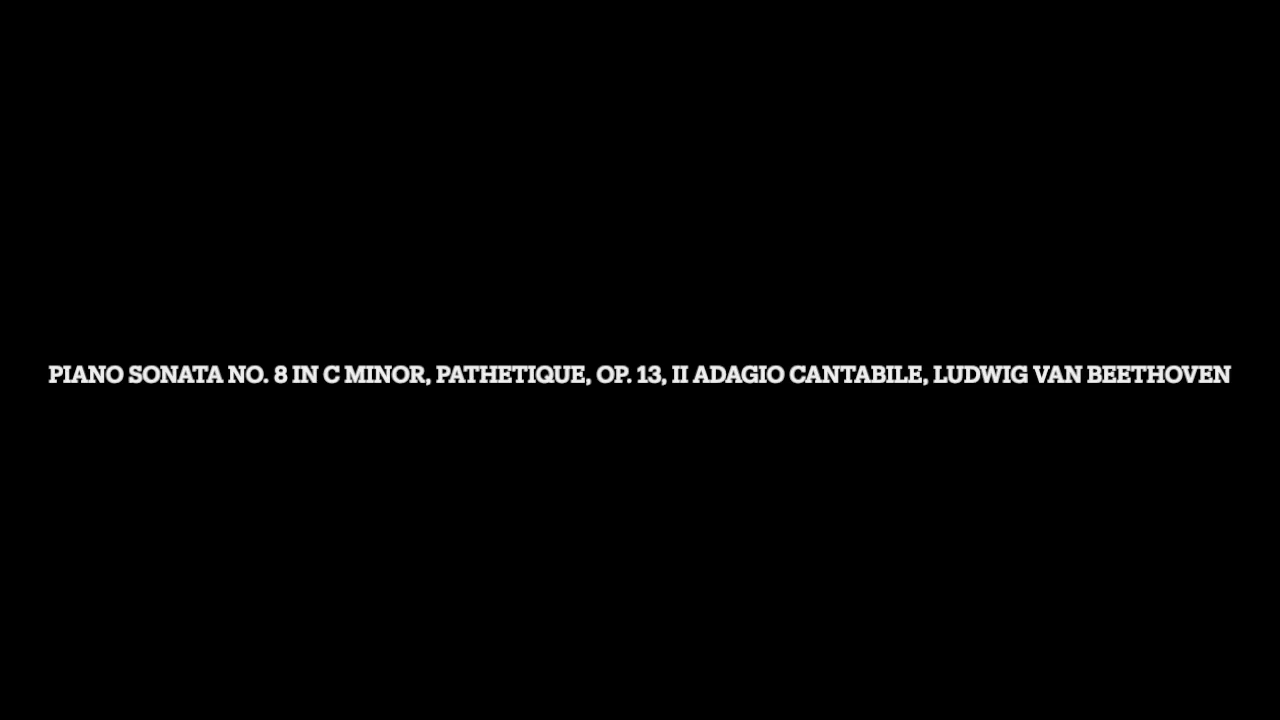 PIANO SONATA NO. 8 IN C MINOR, PATHETIQUE, OP. 13, II ADAGIO CANTABILE, LUDWIG VAN BEETHOVEN